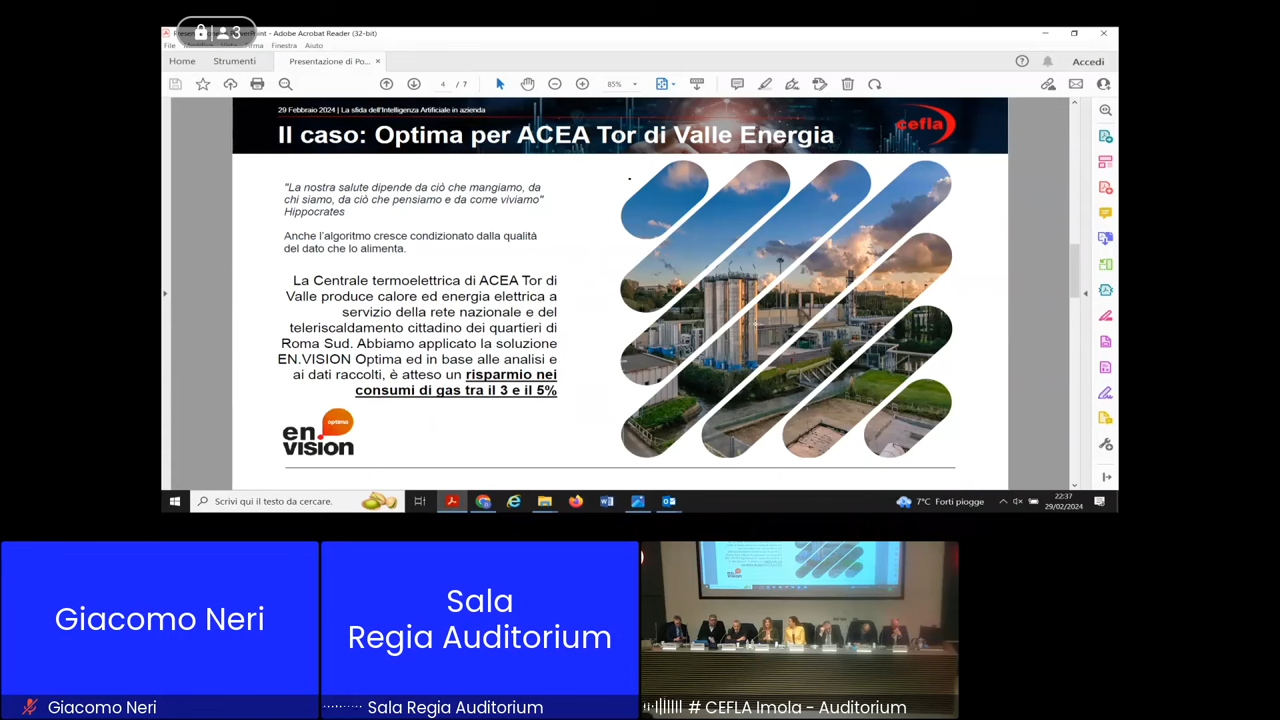 3
PowerPoint - Adobe Acrobat Reader (32-bit)
File
Firma Finestra Aiuto
Home Strumenti Presentazione di Po... × Accedi
4 / 7 85%
29 Febbraio 2024 | La sfida dell'Intelligenza Artificiale in azienda
Il caso: Optima per ACEA Tor di Valle Energia
cefla
"La nostra salute dipende da ciò che mangiamo, da
chi siamo, da ciò che pensiamo e da come viviamo"
Hippocrates
Anche l'algoritmo cresce condizionato dalla qualità
del dato che lo alimenta.
La Centrale termoelettrica di ACEA Tor di
Valle produce calore ed energia elettrica a
servizio della rete nazionale e del
teleriscaldamento cittadino dei quartieri di
Roma Sud. Abbiamo applicato la soluzione
EN.VISION Optima ed in base alle analisi e
ai dati raccolti, è atteso un risparmio nei
consumi di gas tra il 3 e il 5%
optima
en.
vision
Scrivi qui il testo da cercare.
7°C Forti piogge
22:37
29/02/2024
Giacomo Neri
Sala
Regia Auditorium
Giacomo Neri
Sala Regia Auditorium
# CEFLA Imola - Auditorium